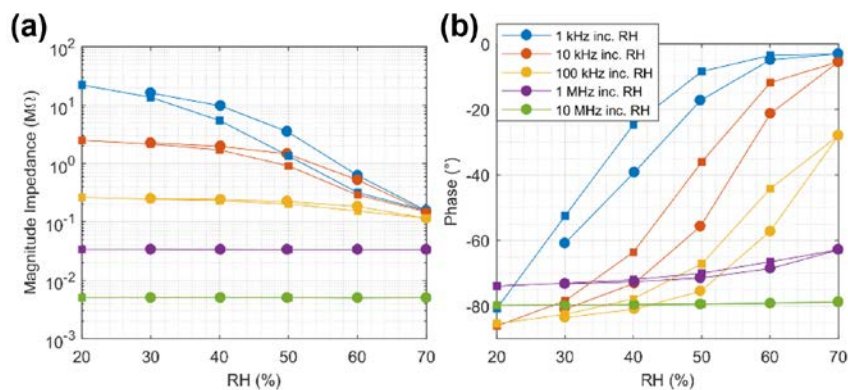 (a)
Magnitude Impedance (MΩ)
10^2
10^1
10^0
10^-1
10^-2
10^-3
20 30 40 50 60 70
RH (%)
(b)
1 kHz inc. RH
10 kHz inc. RH
100 kHz inc. RH
1 MHz inc. RH
10 MHz inc. RH
Phase (°)
0
-20
-40
-60
-80
20 30 40 50 60 70
RH (%)